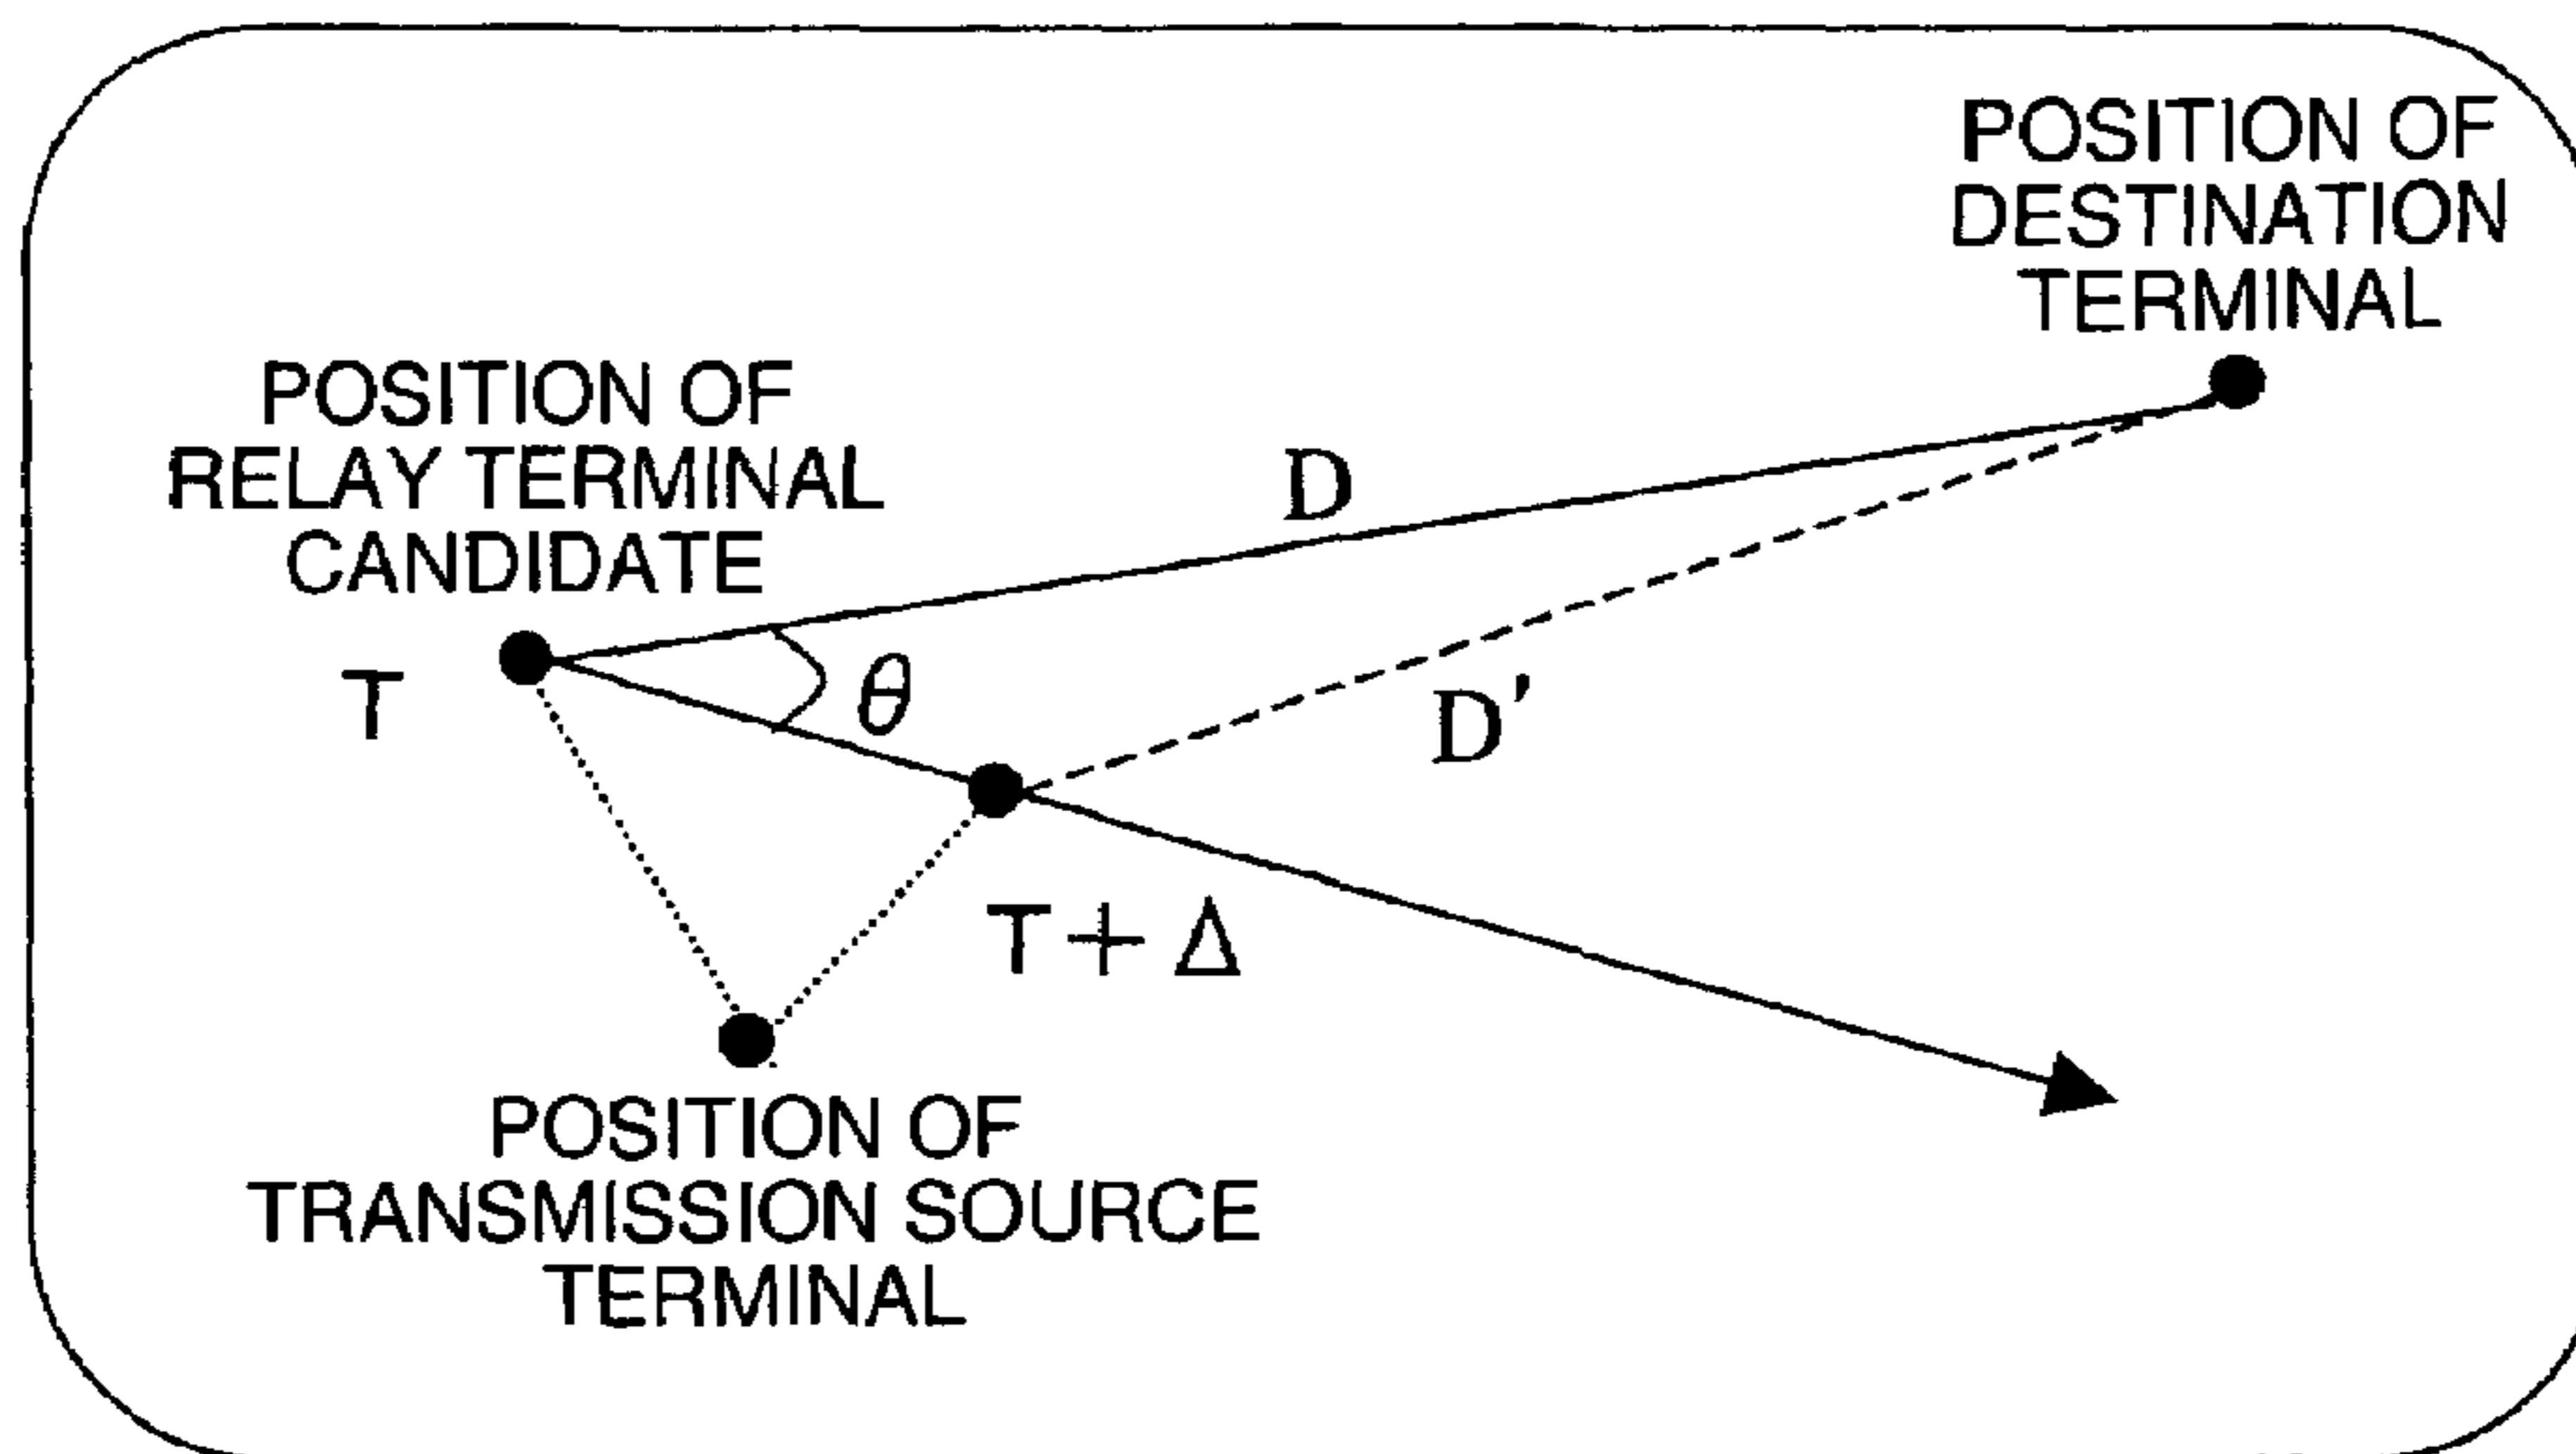 POSITION OF
DESTINATION
TERMINAL
POSITION OF
RELAY TERMINAL
CANDIDATE
D
T
θ
D'
T + Δ
POSITION OF
TRANSMISSION SOURCE
TERMINAL